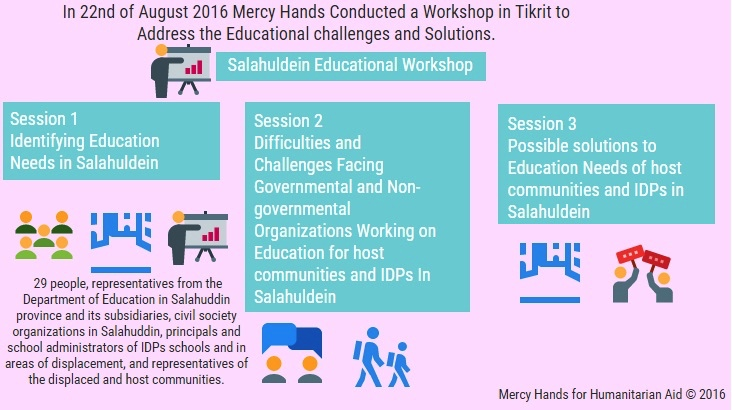 In 22nd of August 2016 Mercy Hands Conducted a Workshop in Tikrit to
Address the Educational challenges and Solutions.
Salahuldein Educational Workshop
Session 1
Identifying Education
Needs in Salahuldein
29 people, representatives from the
Department of Education in Salahuddin
province and its subsidiaries, civil society
organizations in Salahuddin, principals and
school administrators of IDPs schools and in
areas of displacement, and representatives of
the displaced and host communities.
Session 2
Difficulties and
Challenges Facing
Governmental and Non-
governmental
Organizations Working on
Education for host
communities and IDPs In
Salahuldein
Session 3
Possible solutions to
Education Needs of host
communities and IDPs in
Salahuldein
Mercy Hands for Humanitarian Aid © 2016